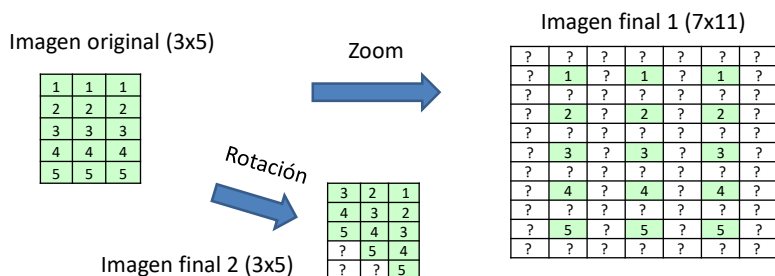 Imagen original (3x5)
1 1 1
2 2 2
3 3 3
4 4 4
5 5 5
Zoom
Rotación
Imagen final 1 (7x11)
? ? ? ? ? ? ?
? 1 ? 1 ? 1 ?
? ? ? ? ? ? ?
? 2 ? 2 ? 2 ?
? ? ? ? ? ? ?
? 3 ? 3 ? 3 ?
? ? ? ? ? ? ?
? 4 ? 4 ? 4 ?
? ? ? ? ? ? ?
? 5 ? 5 ? 5 ?
? ? ? ? ? ? ?
Imagen final 2 (3x5)
3 2 1
4 3 2
5 4 3
? 5 4
? ? 5